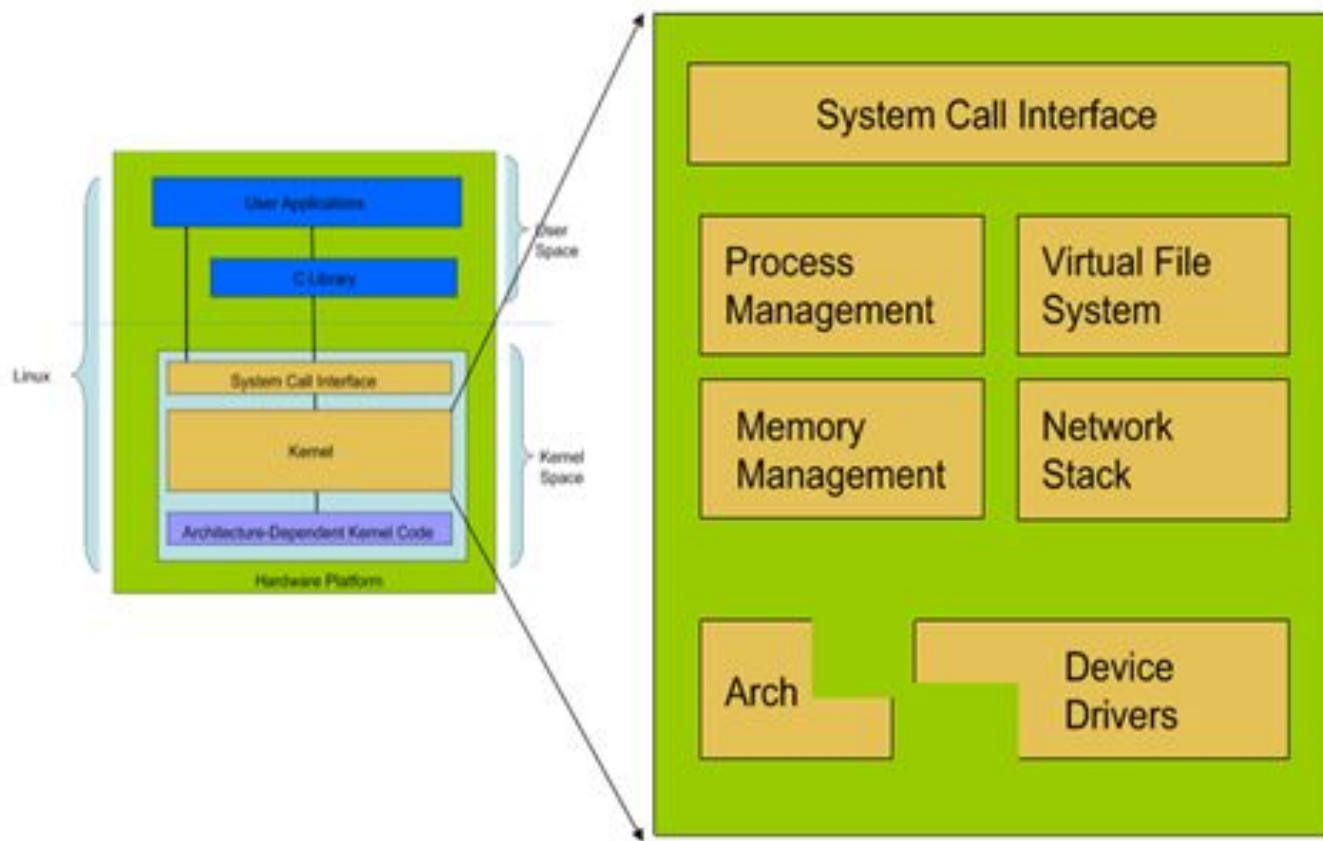 User Applications
C-Library
User
Space
Linux
System Call Interface
Kernel
Kernel
Space
Architecture-Dependent Kernel Code
Hardware Platform
System Call Interface
Process
Management
Virtual File
System
Memory
Management
Network
Stack
Arch
Device
Drivers